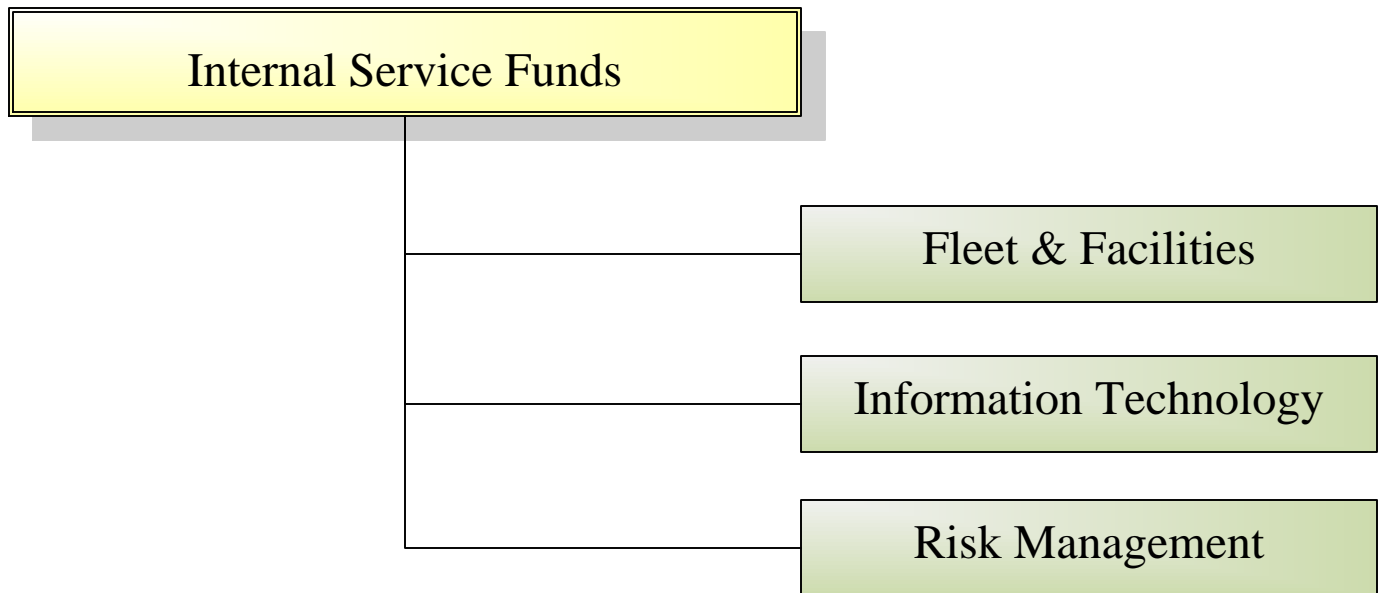 Internal Service Funds
Fleet & Facilities
Information Technology
Risk Management